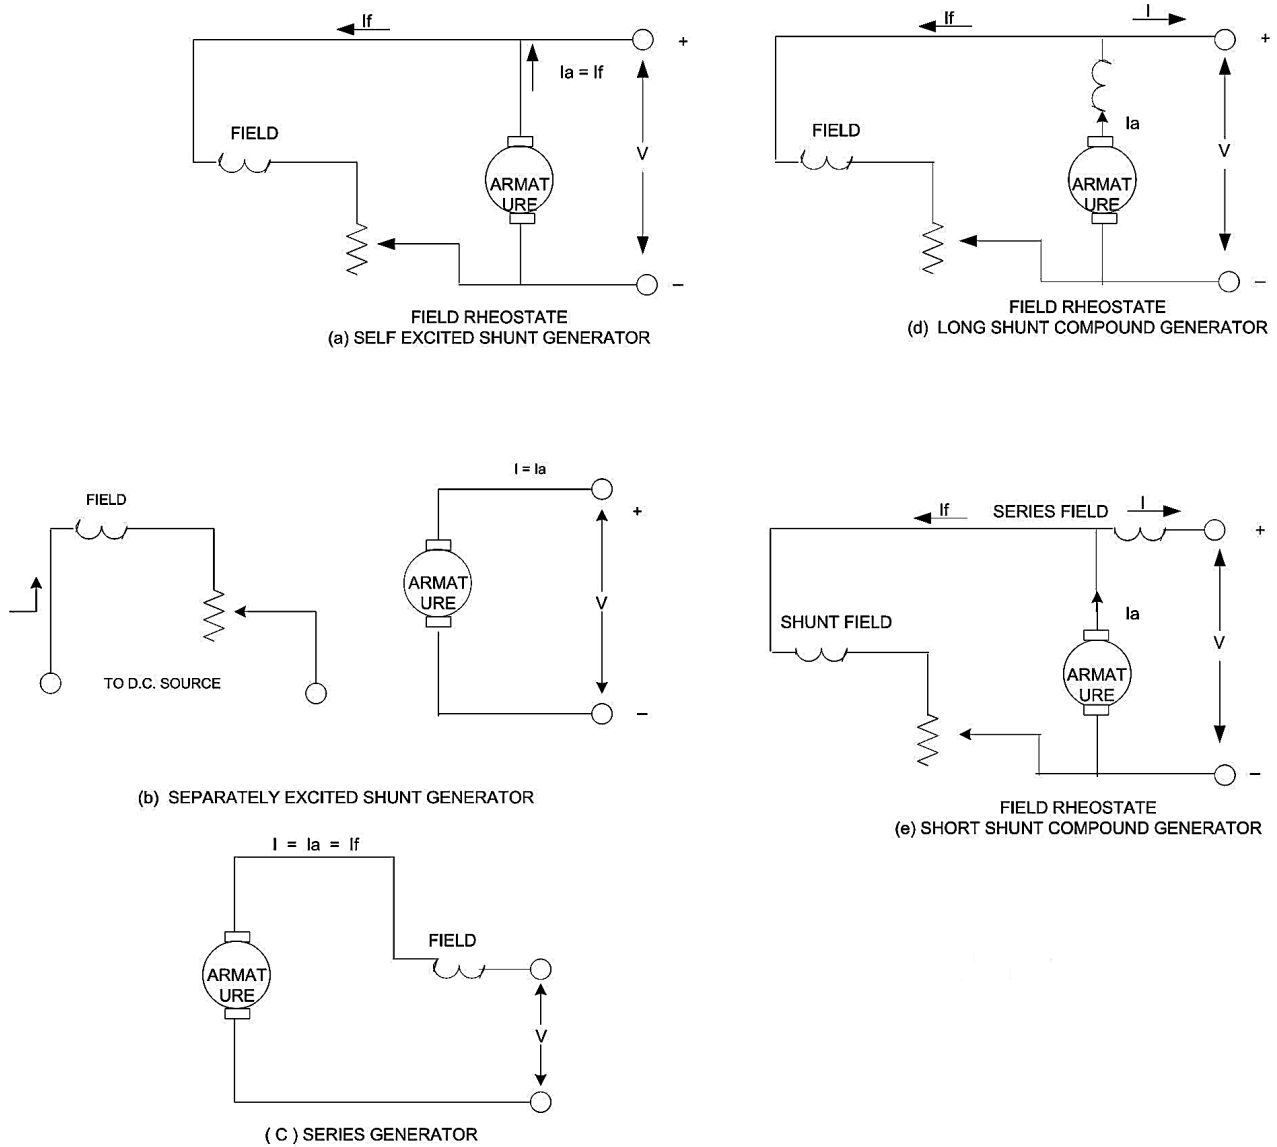 If
+
Ia = If
FIELD
V
ARMAT
URE
–
FIELD RHEOSTATE
(a) SELF EXCITED SHUNT GENERATOR
I
If
+
Ia
FIELD
V
ARMAT
URE
–
FIELD RHEOSTATE
(d) LONG SHUNT COMPOUND GENERATOR
I = Ia
FIELD
+
ARMAT
URE
V
TO D.C. SOURCE
–
(b) SEPARATELY EXCITED SHUNT GENERATOR
If
SERIES FIELD
I
+
Ia
SHUNT FIELD
V
ARMAT
URE
–
FIELD RHEOSTATE
(e) SHORT SHUNT COMPOUND GENERATOR
I = Ia = If
FIELD
ARMAT
URE
V
( C ) SERIES GENERATOR